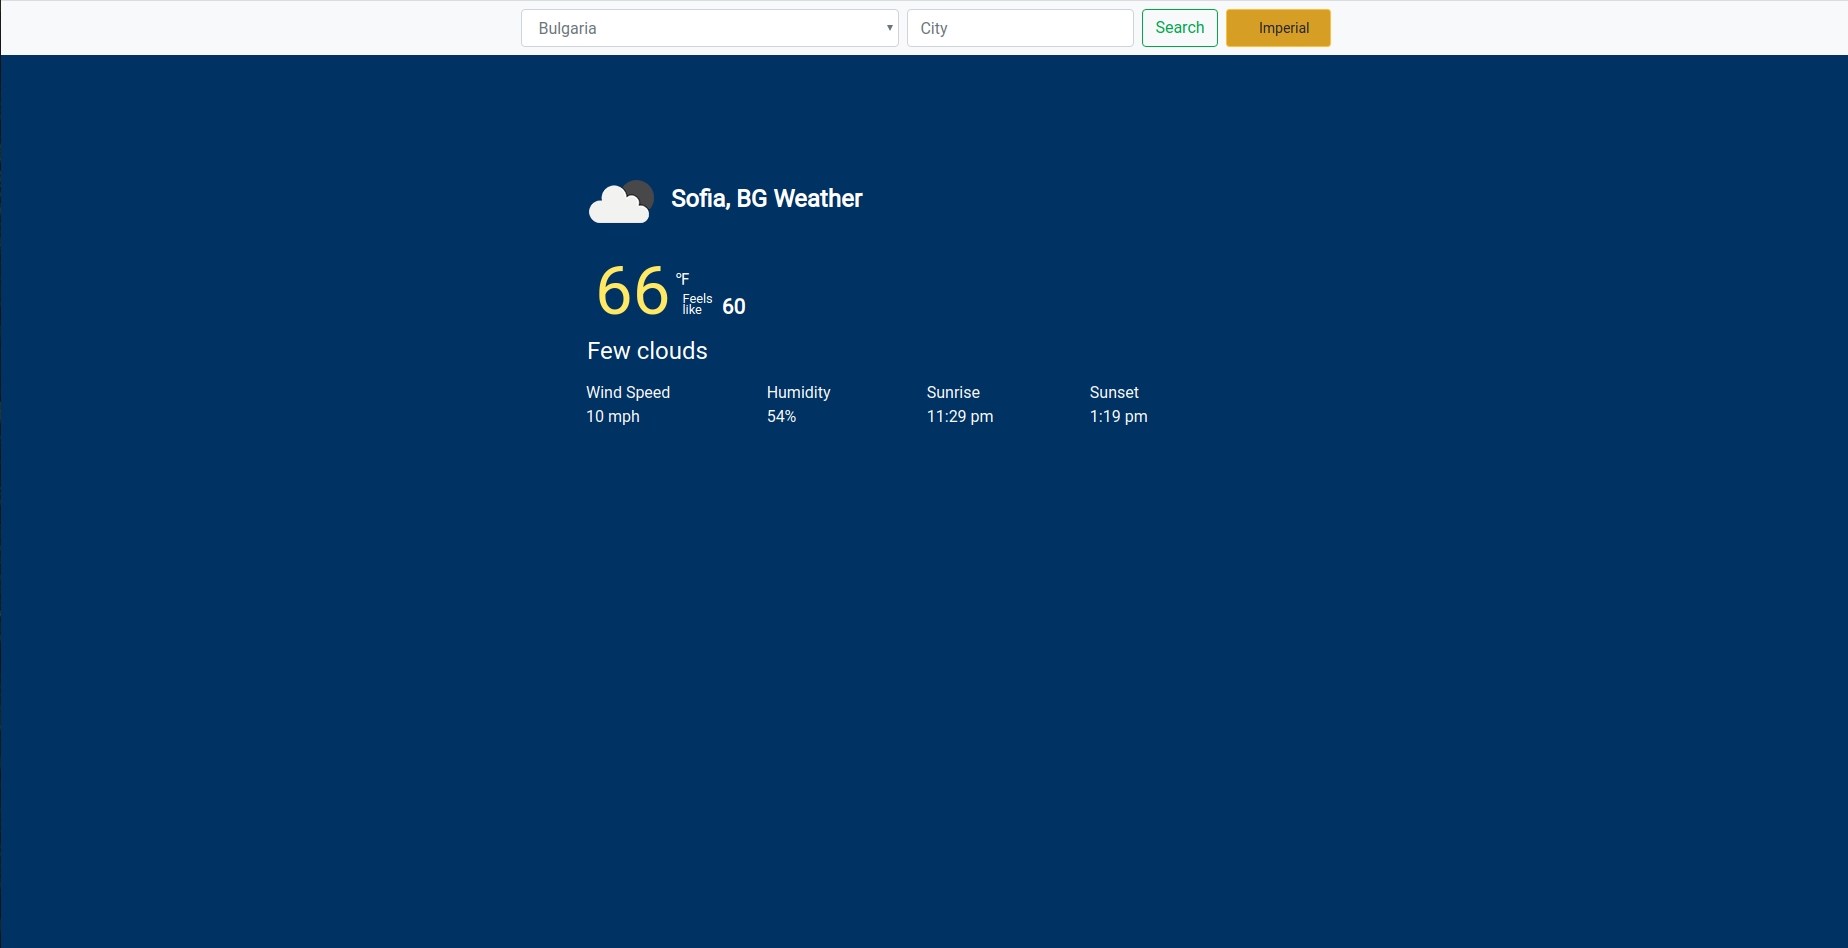 Bulgaria City Search Imperial
Sofia, BG Weather
66 °F
Feels like 60
Few clouds
Wind Speed Humidity Sunrise Sunset
10 mph 54% 11:29 pm 1:19 pm